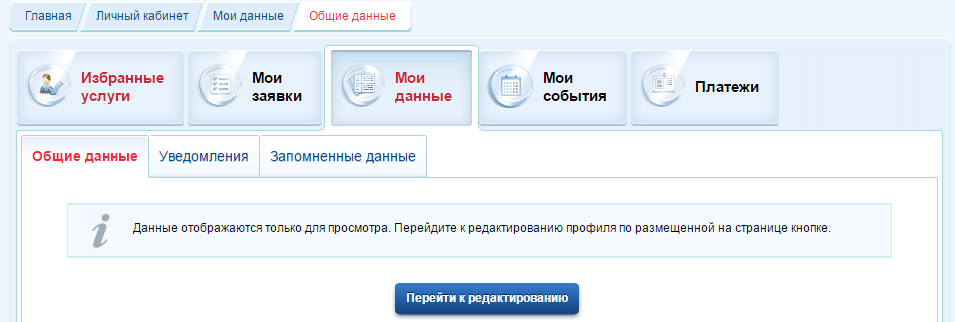 Главная Личный кабинет Мои данные Общие данные
Избранные
услуги
Мои
заявки
Мои
данные
Мои
события
Платежи
Общие данные Уведомления Запомненные данные
Данные отображаются только для просмотра. Перейдите к редактированию профиля по размещенной на странице кнопке.
Перейти к редактированию